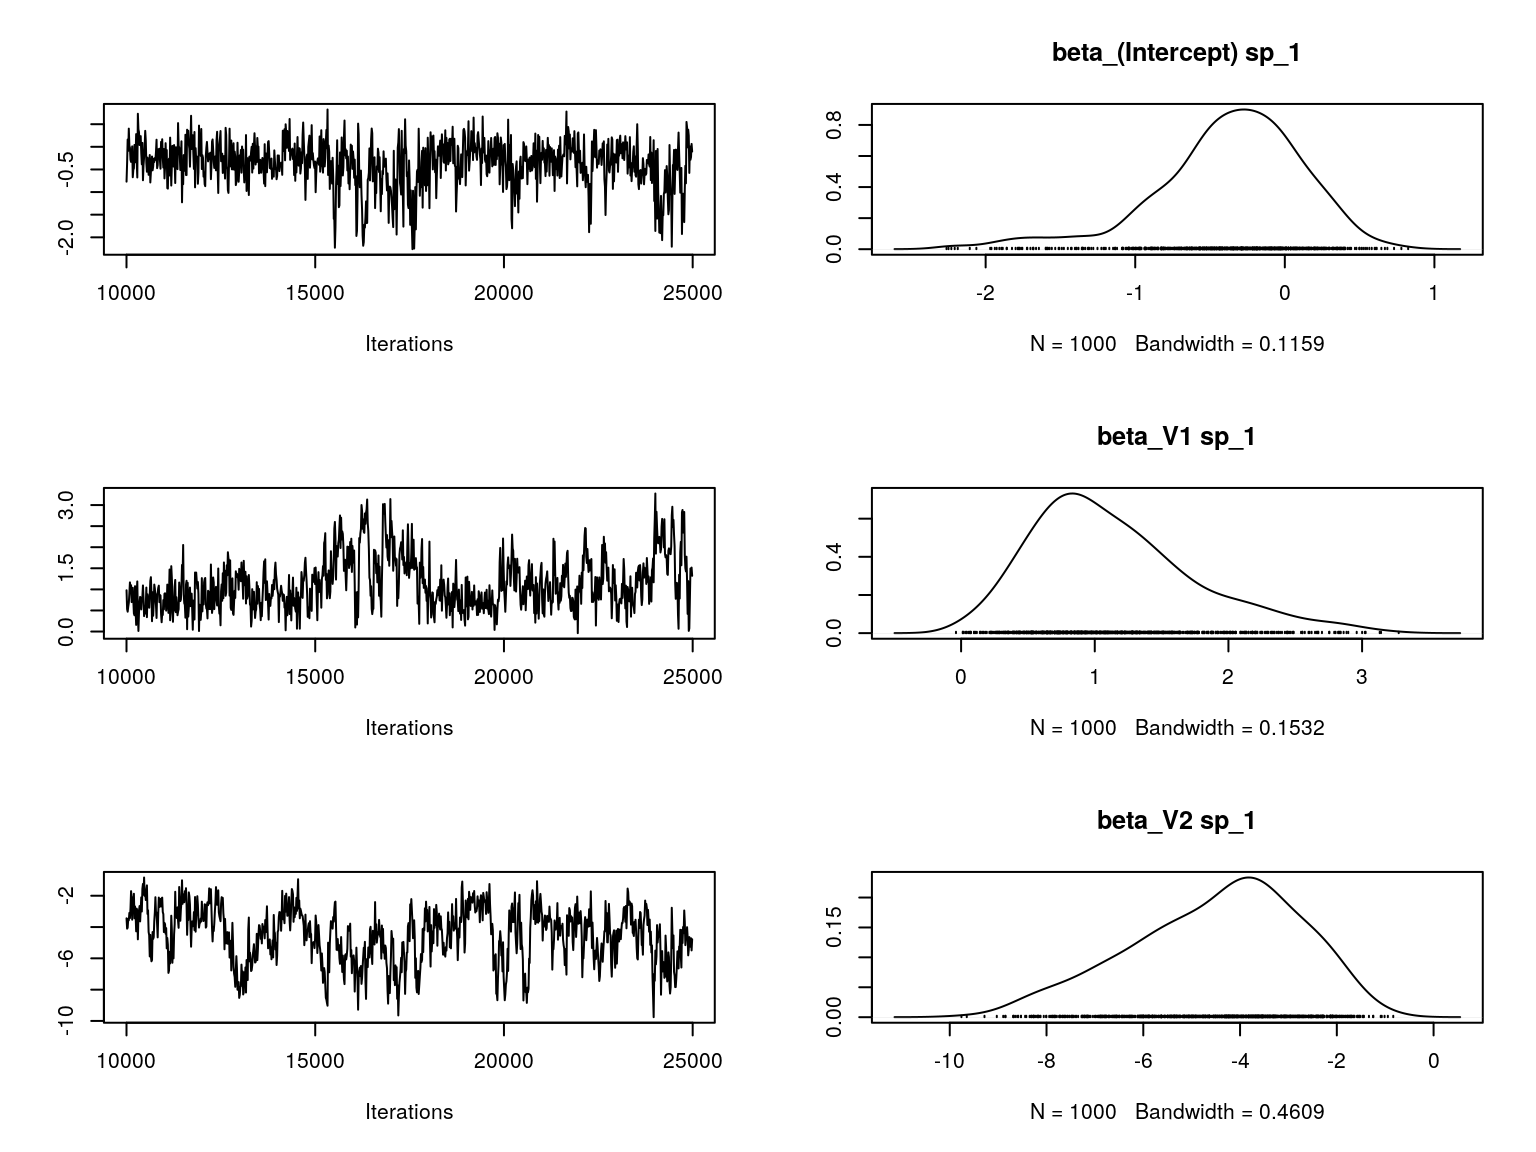 beta_(Intercept) sp_1
-0.5
-2.0
10000 15000 20000 25000
Iterations
0.8
0.4
0.0
-2 -1 0 1
N = 1000 Bandwidth = 0.1159
beta_V1 sp_1
3.0
1.5
0.0
10000 15000 20000 25000
Iterations
0.4
0.0
0 1 2 3
N = 1000 Bandwidth = 0.1532
beta_V2 sp_1
-2
-6
-10
10000 15000 20000 25000
Iterations
0.15
0.00
-10 -8 -6 -4 -2 0
N = 1000 Bandwidth = 0.4609